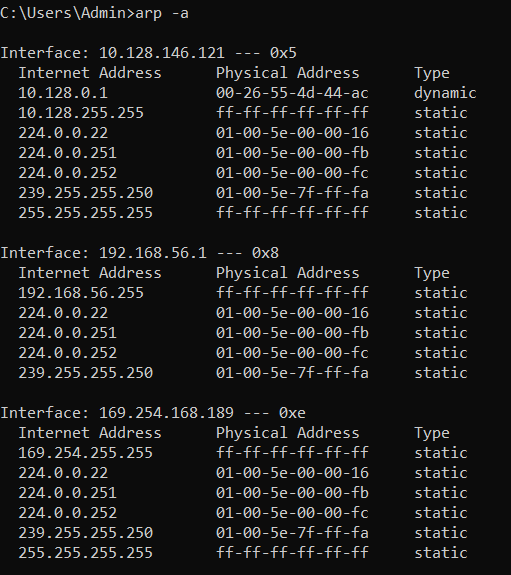 C:\Users\Admin>arp -a
Interface: 10.128.146.121 --- 0x5
  Internet Address      Physical Address      Type
  10.128.0.1            00-26-55-4d-44-ac     dynamic
  10.128.255.255        ff-ff-ff-ff-ff-ff     static
  224.0.0.22            01-00-5e-00-00-16     static
  224.0.0.251           01-00-5e-00-00-fb     static
  224.0.0.252           01-00-5e-00-00-fc     static
  239.255.255.250       01-00-5e-7f-ff-fa     static
  255.255.255.255       ff-ff-ff-ff-ff-ff     static
Interface: 192.168.56.1 --- 0x8
  Internet Address      Physical Address      Type
  192.168.56.255        ff-ff-ff-ff-ff-ff     static
  224.0.0.22            01-00-5e-00-00-16     static
  224.0.0.251           01-00-5e-00-00-fb     static
  224.0.0.252           01-00-5e-00-00-fc     static
  239.255.255.250       01-00-5e-7f-ff-fa     static
Interface: 169.254.168.189 --- 0xe
  Internet Address      Physical Address      Type
  169.254.255.255       ff-ff-ff-ff-ff-ff     static
  224.0.0.22            01-00-5e-00-00-16     static
  224.0.0.251           01-00-5e-00-00-fb     static
  224.0.0.252           01-00-5e-00-00-fc     static
  239.255.255.250       01-00-5e-7f-ff-fa     static
  255.255.255.255       ff-ff-ff-ff-ff-ff     static